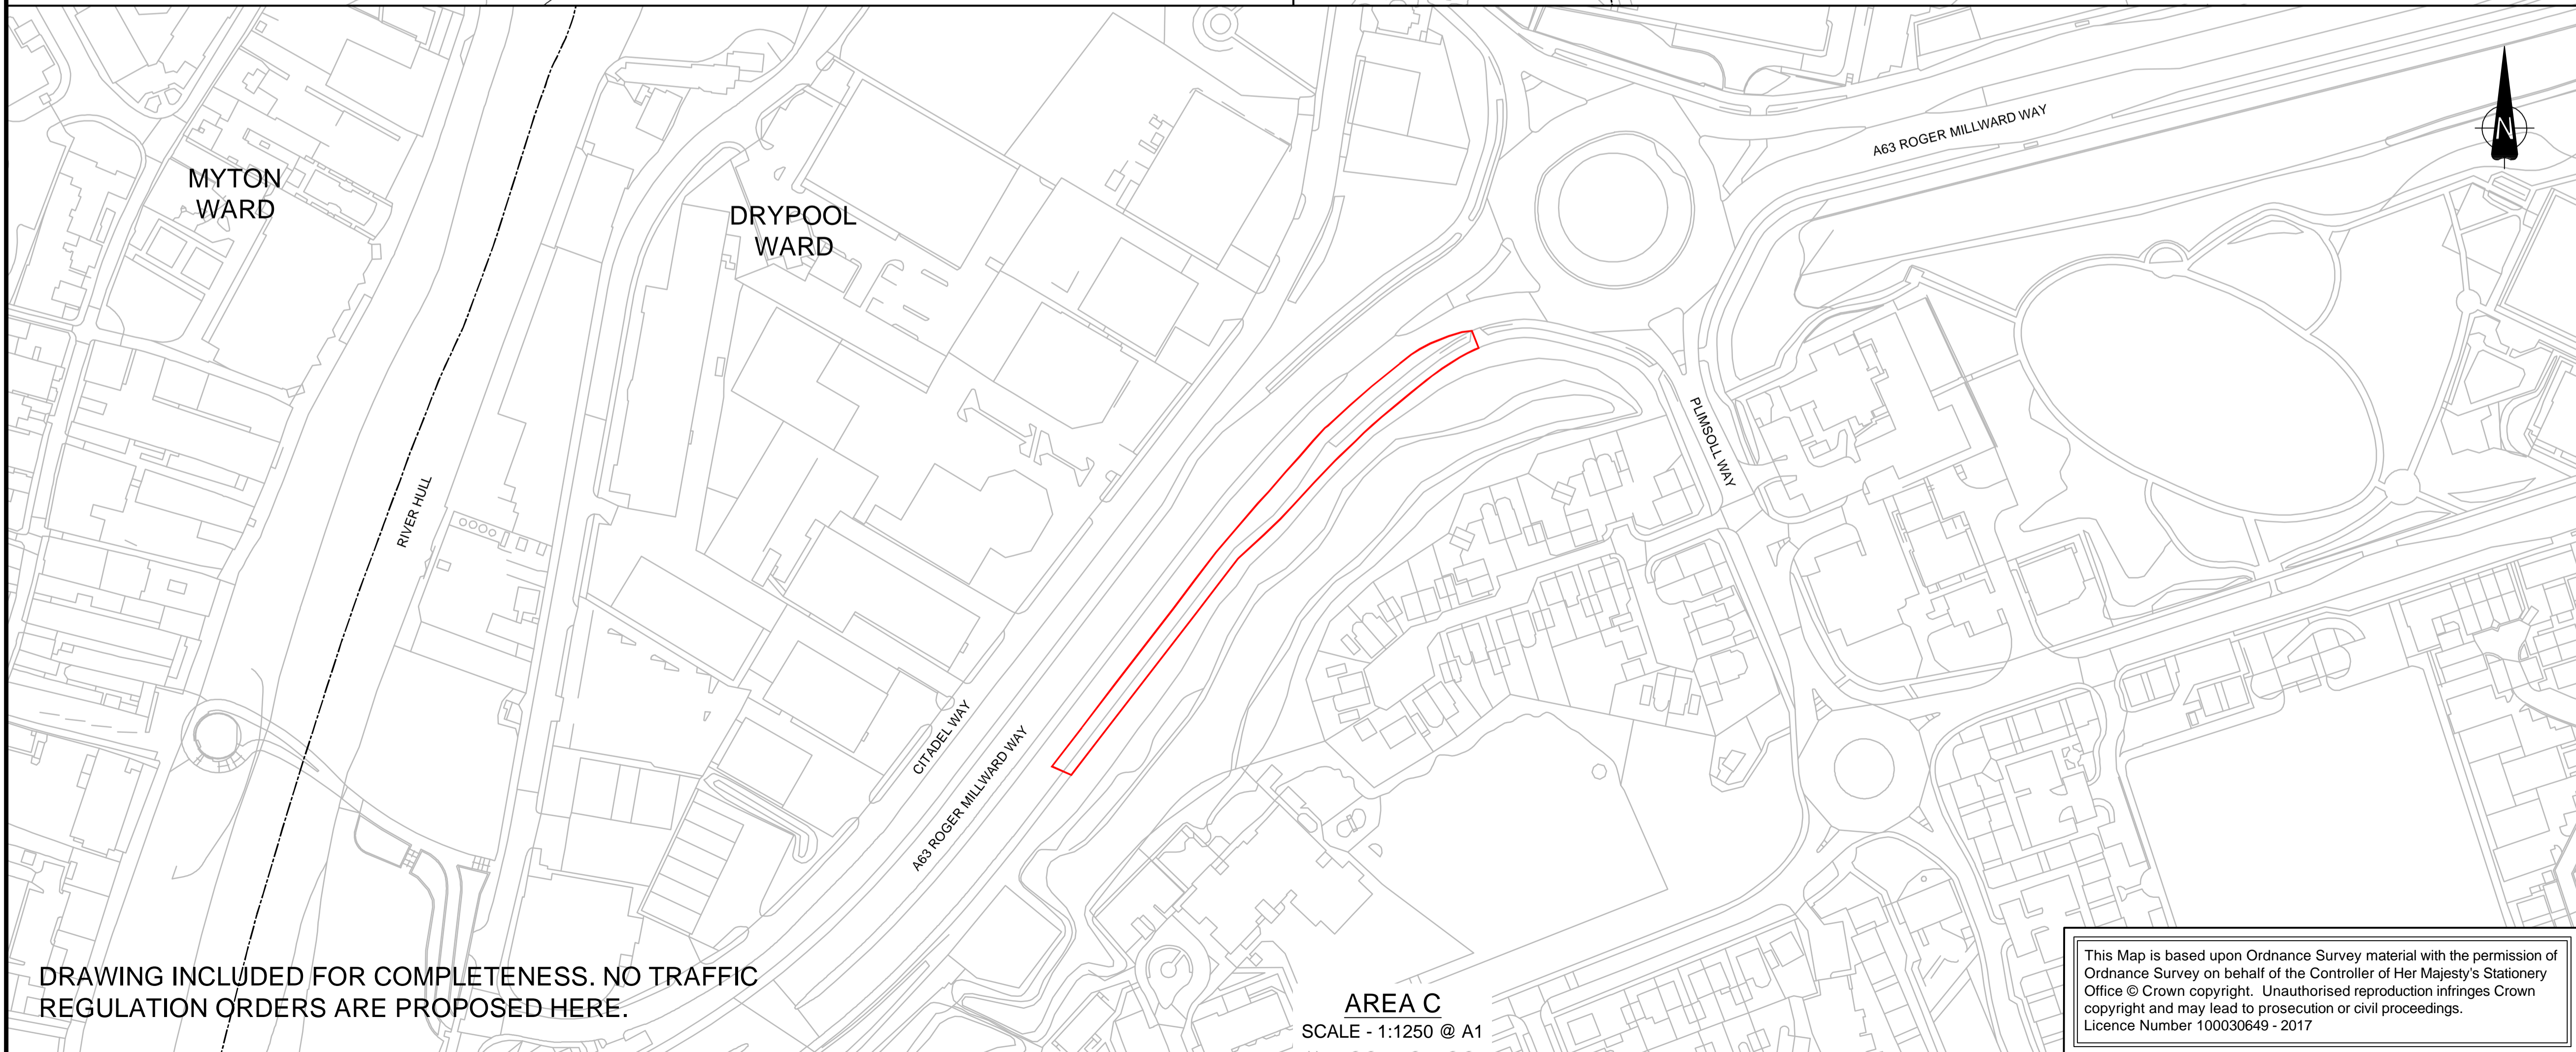 MYTON
WARD
DRYPOOL
WARD
A63 ROGER MILLWARD WAY
N
RIVER HULL
PLIMSOLL WAY
CITADEL WAY
A63 ROGER MILLWARD WAY
DRAWING INCLUDED FOR COMPLETENESS. NO TRAFFIC
REGULATION ORDERS ARE PROPOSED HERE.
AREA C
SCALE - 1:1250 @ A1
This Map is based upon Ordnance Survey material with the permission of
Ordnance Survey on behalf of the Controller of Her Majesty's Stationery
Office © Crown copyright. Unauthorised reproduction infringes Crown
copyright and may lead to prosecution or civil proceedings.
Licence Number 100030649 - 2017